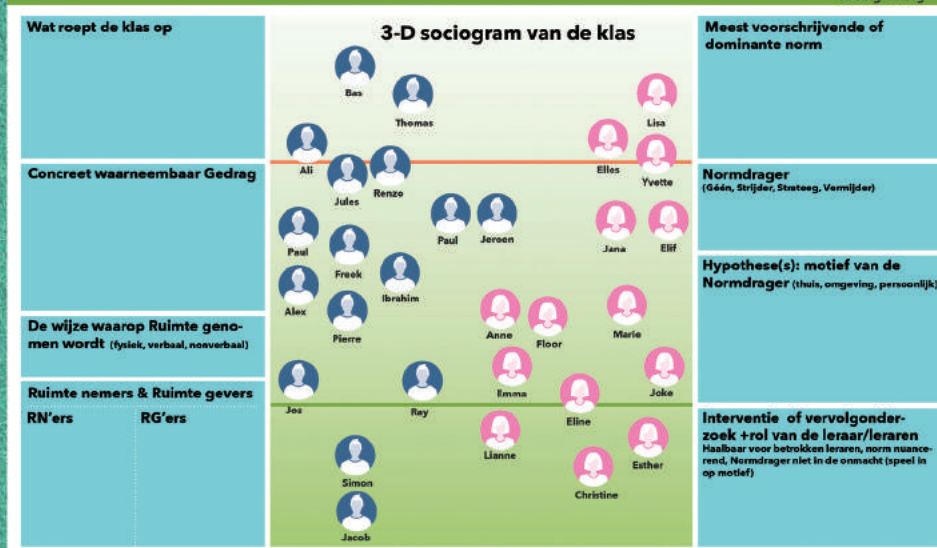 Wat roept de klas op
Concreet waarneembaar Gedrag
De wijze waarop Ruimte geno-
men wordt (fysiek, verbaal, nonverbaal)
Ruimte nemers & Ruimte gevers
RN'ers RG'ers
3-D sociogram van de klas
Bas
Thomas
Lisa
Ali
Elles
Yvette
Jules
Renzo
Paul
Paul
Jeroen
Jana
Elif
Freek
Alex
Ibrahim
Pierre
Anne
Floor
Marie
Jos
Ray
Emma
Eline
Joke
Lianne
Esther
Simon
Christine
Jacob
Meest voorschrijvende of
dominante norm
Normdrager
(Géén, Strijder, Strateeg, Vermijder)
Hypothese(s): motief van de
Normdrager (thuis, omgeving, persoonlijk)
Interventie of vervolgonder-
zoek +rol van de leraar/leraren
Haalbaar voor betrokken leraren, norm nuance-
rend, Normdrager niet in de onmacht (speel in
op motief)